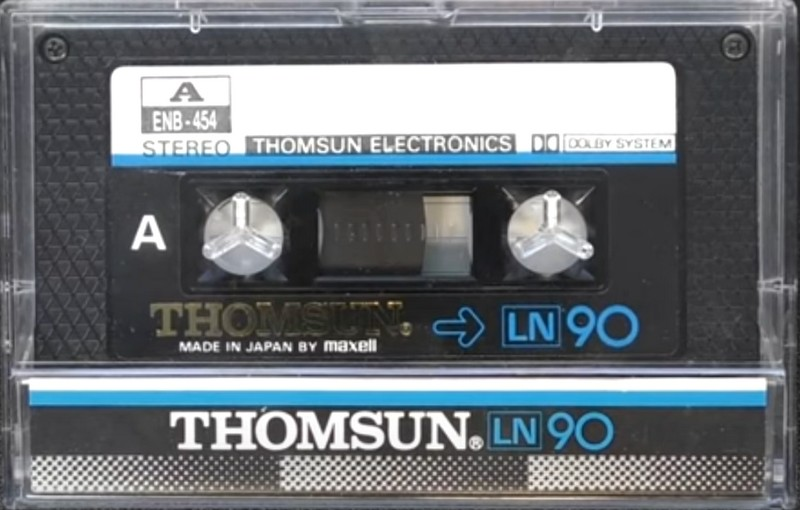 A
ENB-454
STEREO THOMSUN ELECTRONICS DOLBY SYSTEM
A
THOMSUN® LN 90
MADE IN JAPAN BY maxell
THOMSUN® LN 90